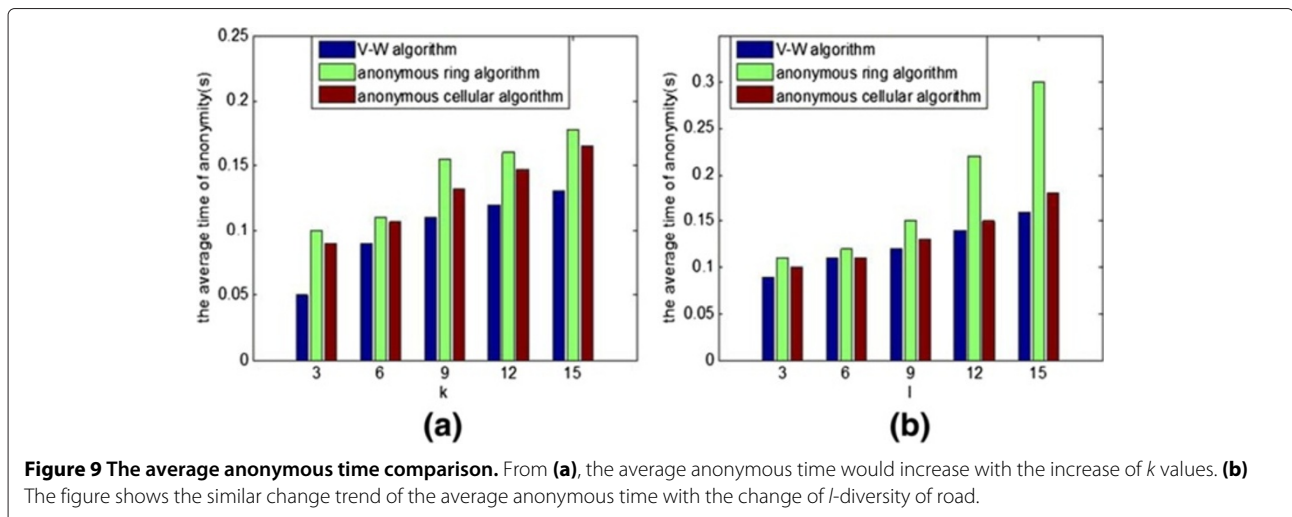 0.25
0.2
0.15
0.1
0.05
0
the average time of anonymity(s)
V-W algorithm
anonymous ring algorithm
anonymous cellular algorithm
3 6 9 12 15
k
(a)
0.3
0.25
0.2
0.15
0.1
0.05
0
the average time of anonymity(s)
V-W algorithm
anonymous ring algorithm
anonymous cellular algorithm
3 6 9 12 15
l
(b)
Figure 9 The average anonymous time comparison. From (a), the average anonymous time would increase with the increase of k values. (b)
The figure shows the similar change trend of the average anonymous time with the change of l-diversity of road.